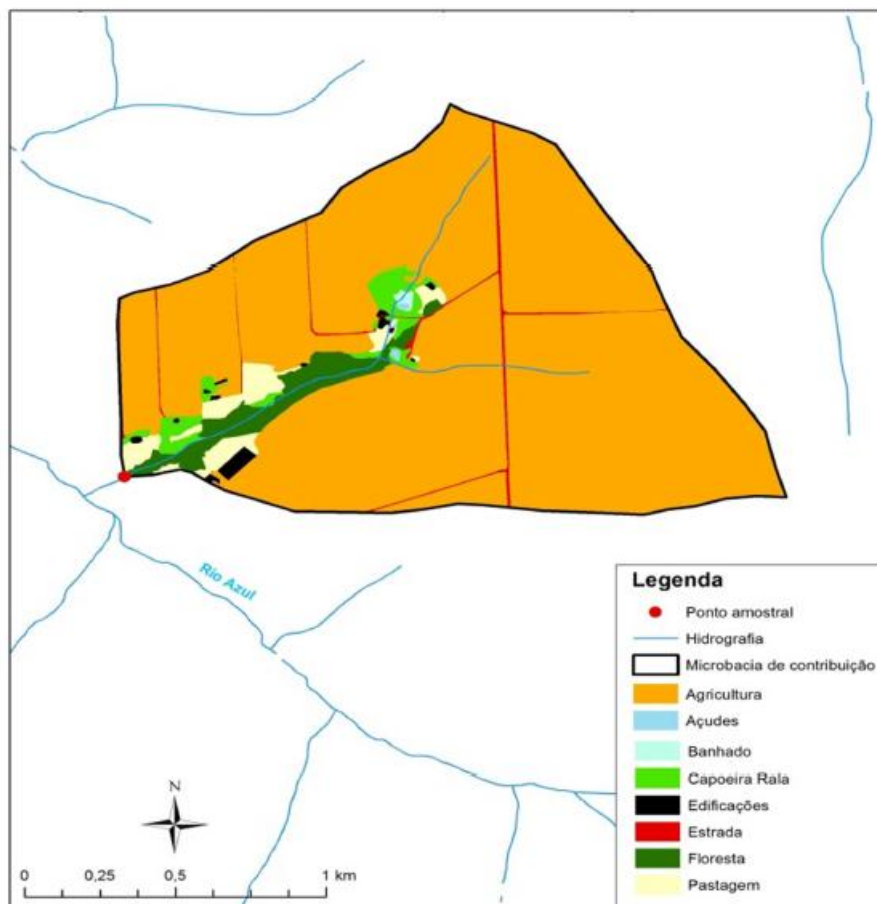 Rio Azul
Legenda
Ponto amostral
Hidrografia
Microbacia de contribuição
Agricultura
Açudes
Banhado
Capoeira Rala
Edificações
Estrada
Floresta
Pastagem
N
0 0,25 0,5 1 km